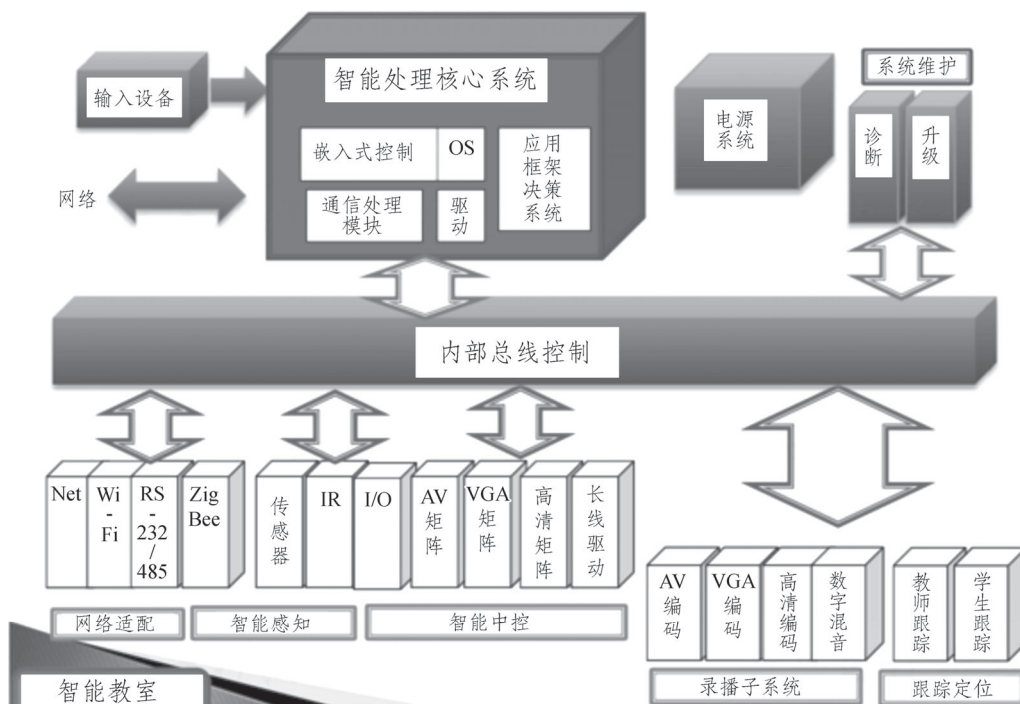 输入设备
网络
智能处理核心系统
嵌入式控制
OS
通信处理
模块
驱
动
应用
框架
决策
系统
电源
系统
系统维护
诊
断
升
级
内部总线控制
Net
Wi
-
Fi
RS
-
232
/
485
Zig
Bee
传
感
器
IR
I/O
AV
矩
阵
VGA
矩
阵
高
清
矩
阵
长
线
驱
动
网络适配
智能感知
智能中控
AV
编
码
VGA
编
码
高
清
编
码
数
字
混
音
教
师
跟
踪
学
生
跟
踪
录播子系统
跟踪定位
智能教室